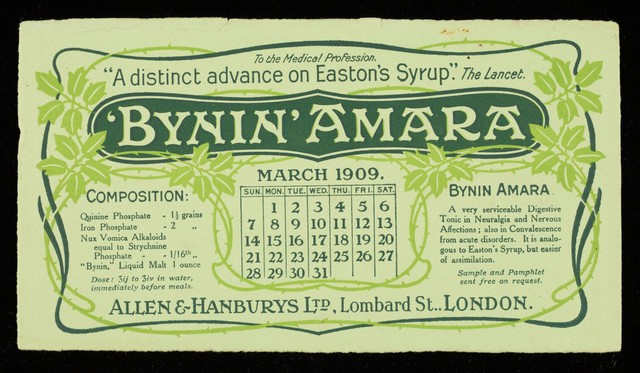 To the Medical Profession.
"A distinct advance on Easton's Syrup". The Lancet.
'BYNIN' AMARA
MARCH 1909.
SUN. MON. TUE. WED. THU. FRI. SAT.
1 2 3 4 5 6
7 8 9 10 11 12 13
14 15 16 17 18 19 20
21 22 23 24 25 26 27
28 29 30 31
COMPOSITION:
Quinine Phosphate - 1½ grains
Iron Phosphate - 2 „
Nux Vomica Alkaloids
equal to Strychnine
Phosphate - - 1/16th „
"Bynin," Liquid Malt 1 ounce
Dose: 3ij to 3iv in water,
immediately before meals.
BYNIN AMARA.
A very serviceable Digestive
Tonic in Neuralgia and Nervous
Affections; also in Convalescence
from acute disorders. It is analo-
gous to Easton's Syrup, but easier
of assimilation.
Sample and Pamphlet
sent free on request.
ALLEN & HANBURYS LTD, Lombard St.. LONDON.